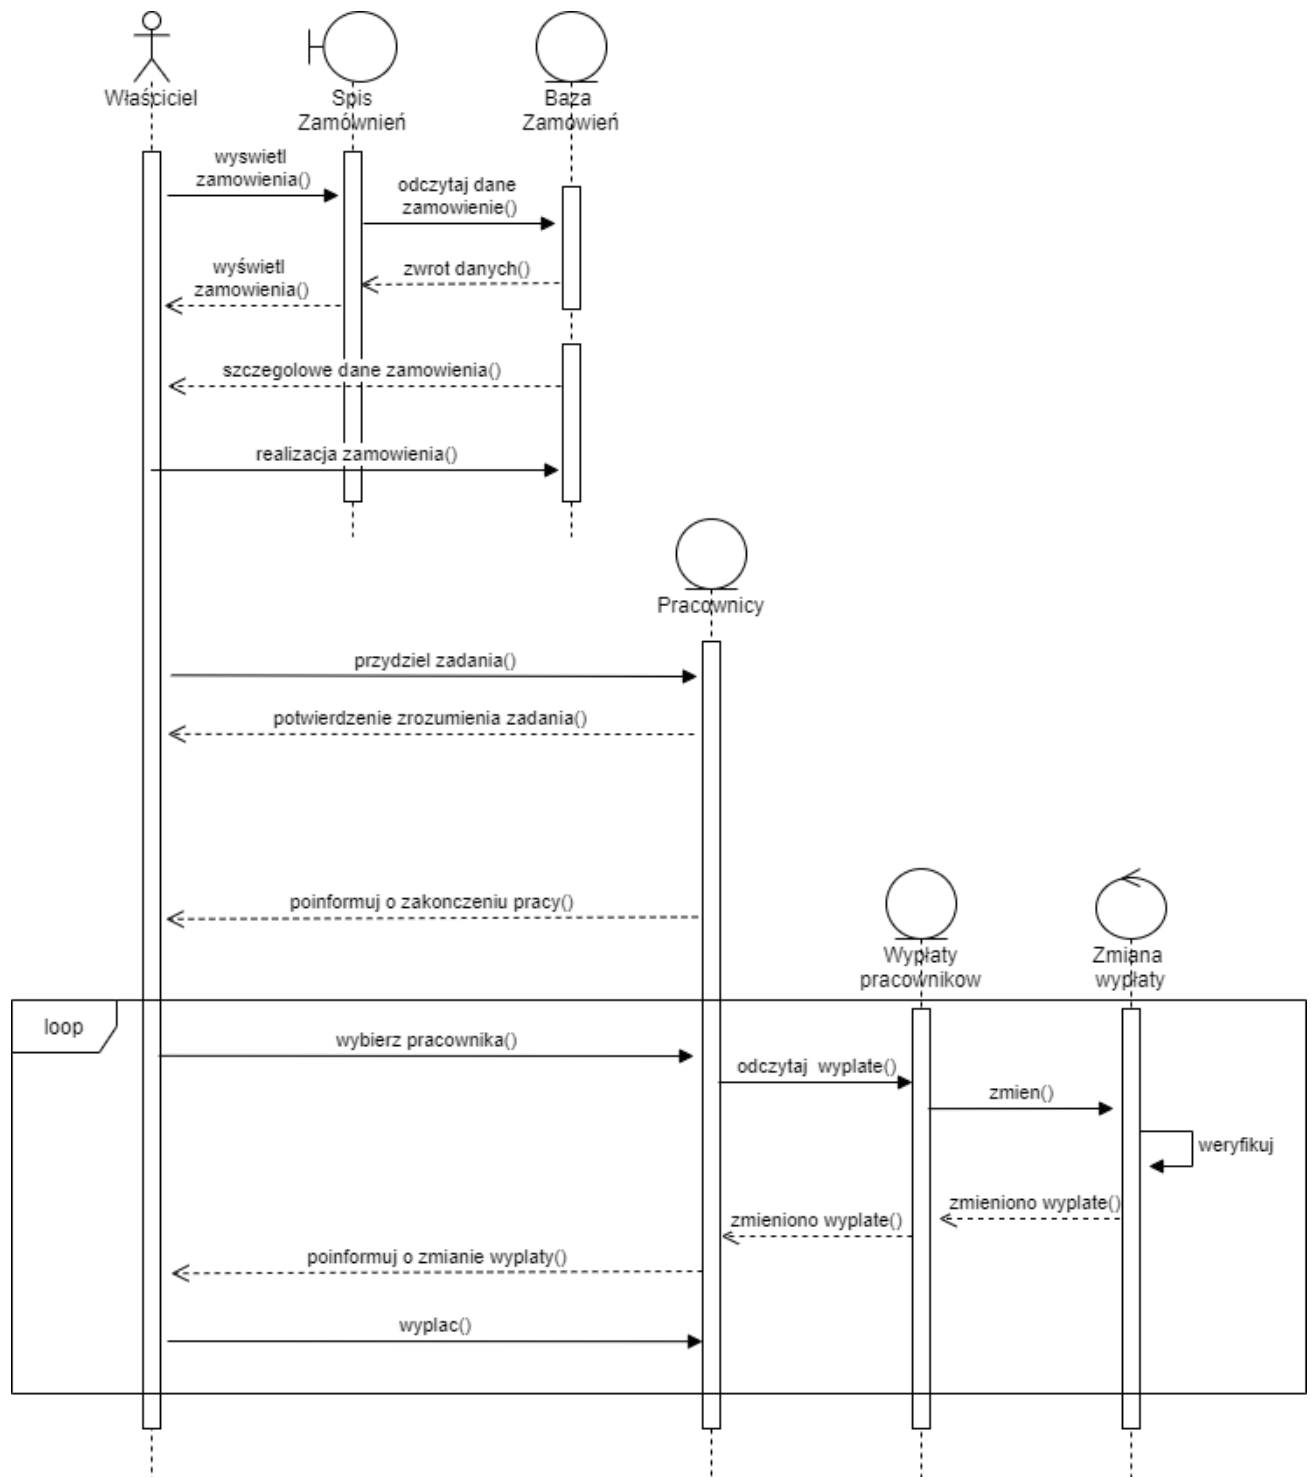 Właściciel
Spis
Zamównień
Baza
Zamowień
wyswietl
zamowienia()
odczytaj dane
zamowienie()
zwrot danych()
wyświetl
zamowienia()
szczegolowe dane zamowienia()
realizacja zamowienia()
Pracownicy
przydziel zadania()
potwierdzenie zrozumienia zadania()
poinformuj o zakonczeniu pracy()
Wypłaty
pracownikow
Zmiana
wypłaty
loop
wybierz pracownika()
odczytaj wyplate()
zmien()
weryfikuj
zmieniono wyplate()
zmieniono wyplate()
poinformuj o zmianie wyplaty()
wyplac()